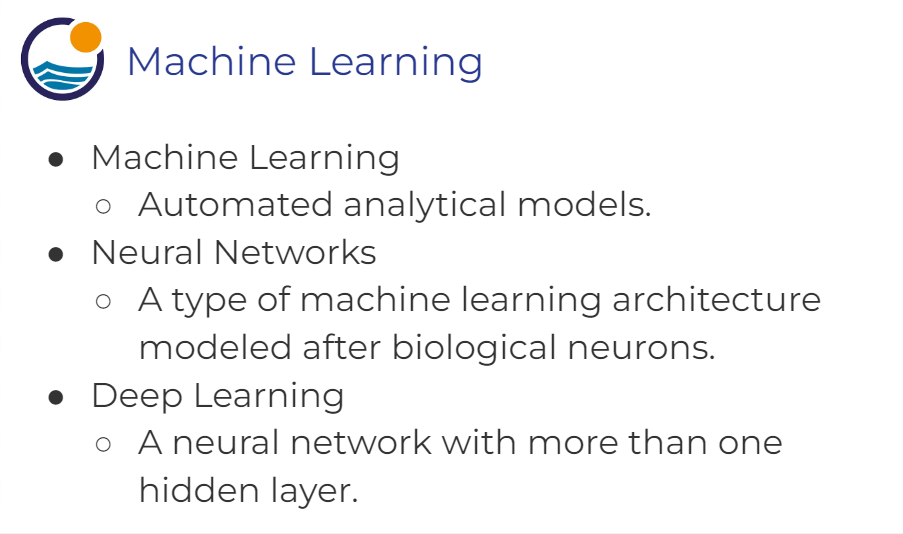 Machine Learning
● Machine Learning
○ Automated analytical models.
● Neural Networks
○ A type of machine learning architecture
modeled after biological neurons.
● Deep Learning
○ A neural network with more than one
hidden layer.